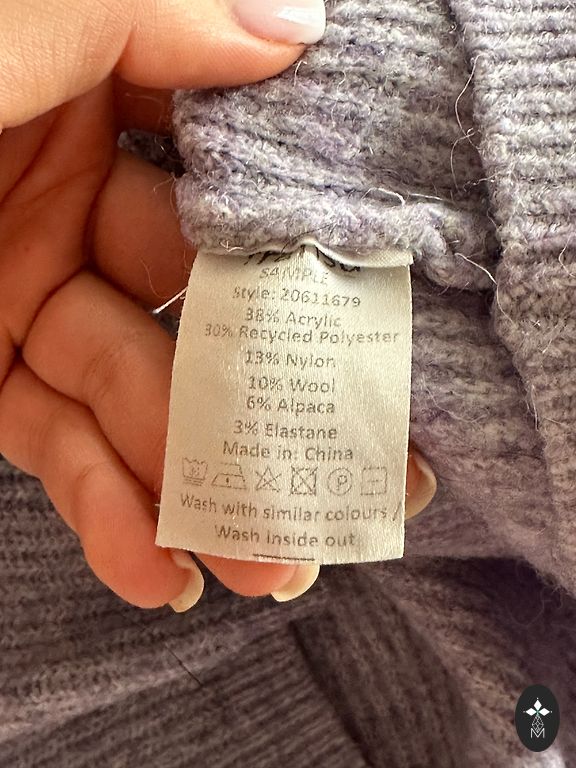 SAMPLE
Style: 20611679
38% Acrylic
30% Recycled Polyester
13% Nylon
10% Wool
6% Alpaca
3% Elastane
Made in: China
Wash with similar colours /
Wash inside out